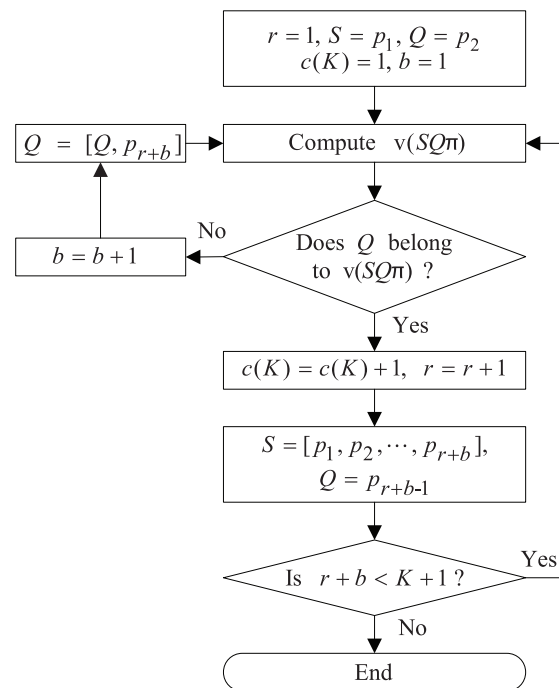 r = 1, S = p₁, Q = p₂
c(K) = 1, b = 1
Q = [Q, pᵣ₊b]
Compute v(SQπ)
No
Does Q belong
to v(SQπ) ?
b = b + 1
Yes
c(K) = c(K) + 1, r = r + 1
S = [p₁, p₂, ⋯, pᵣ₊b],
Q = pᵣ₊b₋₁
Yes
Is r + b < K + 1 ?
No
End